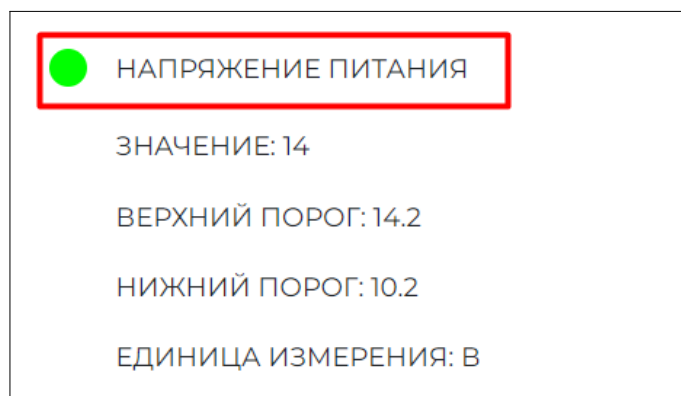 НАПРЯЖЕНИЕ ПИТАНИЯ
ЗНАЧЕНИЕ: 14
ВЕРХНИЙ ПОРОГ: 14.2
НИЖНИЙ ПОРОГ: 10.2
ЕДИНИЦА ИЗМЕРЕНИЯ: В